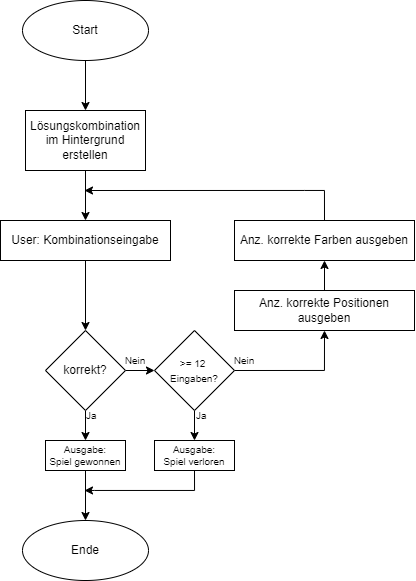 Start
Lösungskombination
im Hintergrund
erstellen
User: Kombinationseingabe
Anz. korrekte Farben ausgeben
Anz. korrekte Positionen
ausgeben
korrekt?
Nein
>= 12
Eingaben?
Nein
Ja
Ja
Ausgabe:
Spiel gewonnen
Ausgabe:
Spiel verloren
Ende